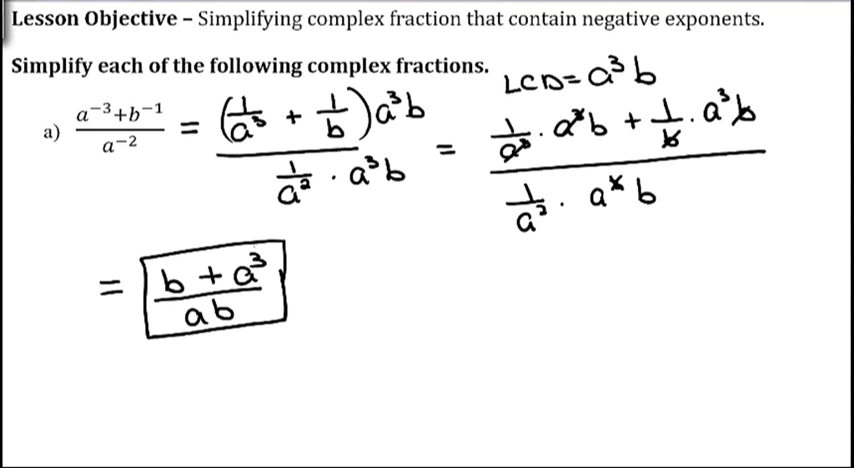 Lesson Objective – Simplifying complex fraction that contain negative exponents.
Simplify each of the following complex fractions.
LCD = a³b
a) (a⁻³+b⁻¹)/(a⁻²) = ((1/a³ + 1/b)a³b)/(1/a² · a³b) = (1/a³ · a³b + 1/b · a³b)/(1/a² · a³b)
= (b + a³)/(ab)